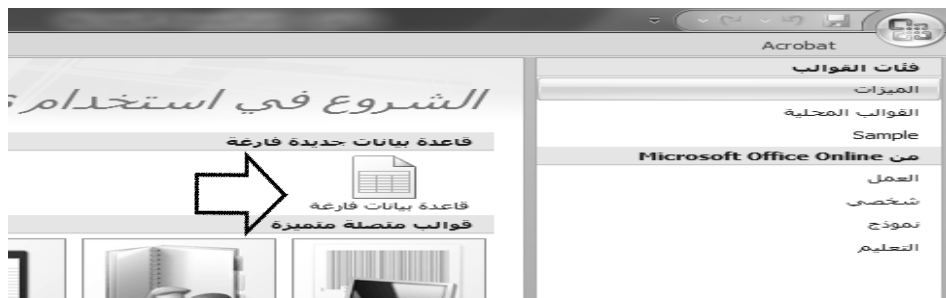 Acrobat
فئات القوالب
الميزات
القوالب المحلية
Sample
من Microsoft Office Online
العمل
شخصي
نموذج
التعليم
الشروع في استخدام
قاعدة بيانات جديدة فارغة
قاعدة بيانات فارغة
قوالب متصلة متميزة